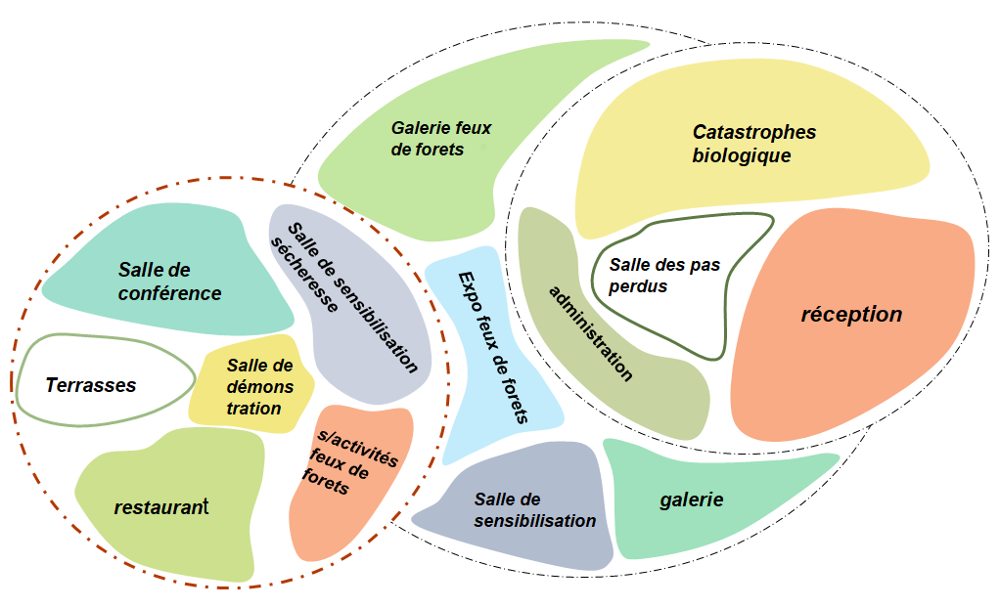 Galerie feux
de forets
Catastrophes
biologique
Salle de
conférence
Salle de sensibilisation
sécheresse
Salle des pas
perdus
réception
administration
Expo feux de forets
Terrasses
Salle de
démons
tration
s/activités
feux de
forets
restaurant
Salle de
sensibilisation
galerie